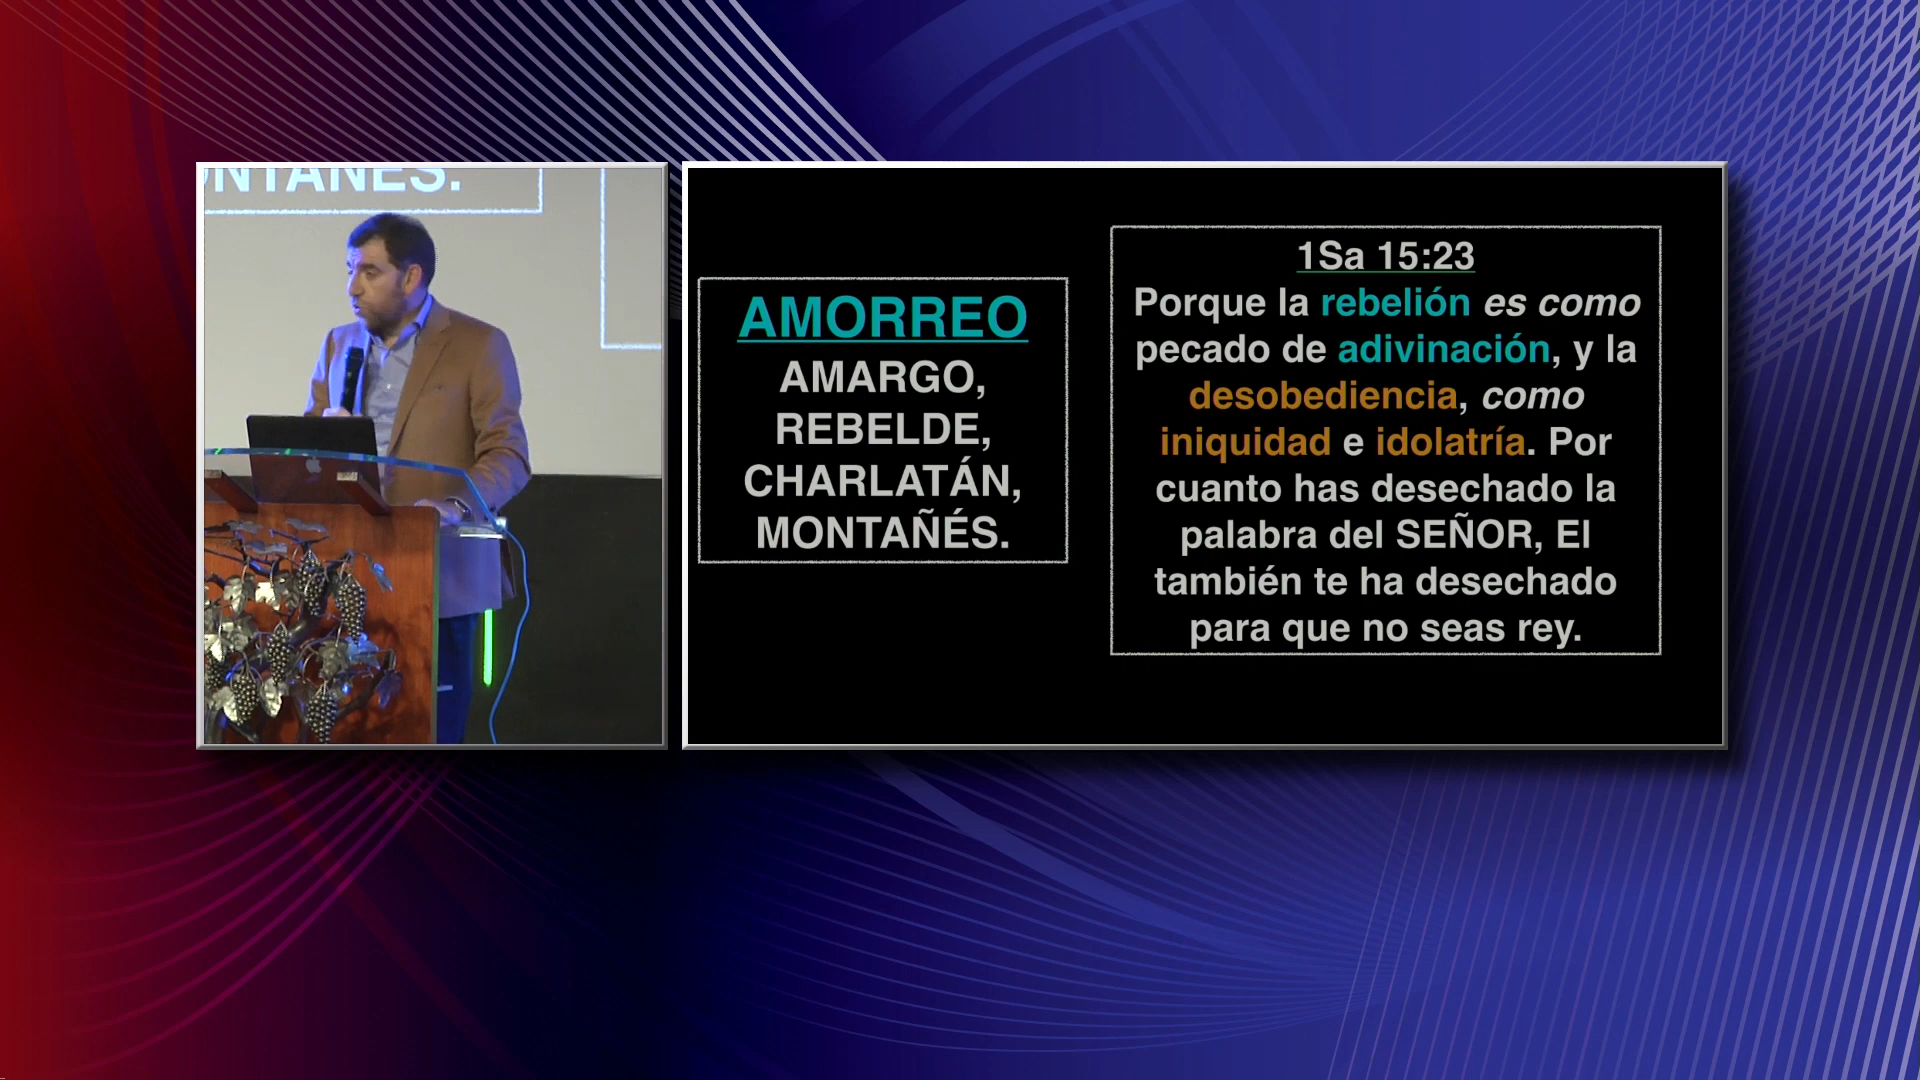 ONTAÑÉS.
AMORREO
AMARGO,
REBELDE,
CHARLATÁN,
MONTAÑÉS.
1Sa 15:23
Porque la rebelión es como
pecado de adivinación, y la
desobediencia, como
iniquidad e idolatría. Por
cuanto has desechado la
palabra del SEÑOR, El
también te ha desechado
para que no seas rey.